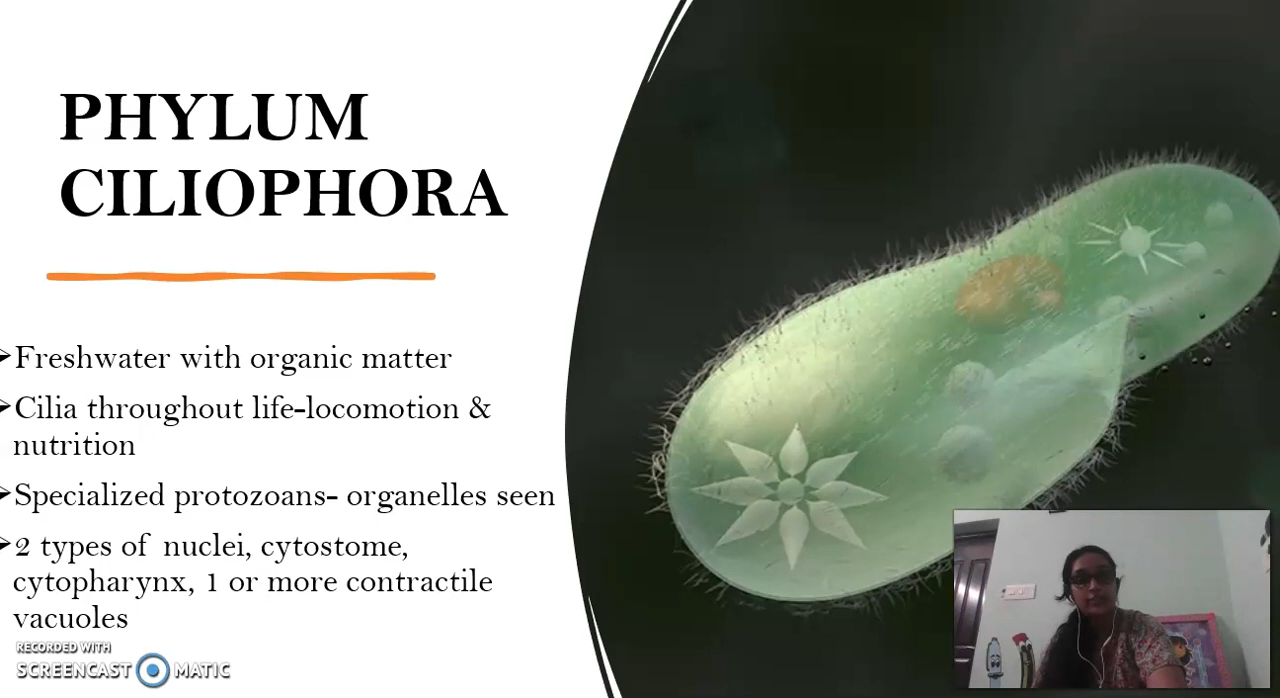 PHYLUM
CILIOPHORA
➢Freshwater with organic matter
➢Cilia throughout life-locomotion &
nutrition
➢Specialized protozoans- organelles seen
➢2 types of nuclei, cytostome,
cytopharynx, 1 or more contractile
vacuoles
RECORDED WITH
SCREENCAST MATIC